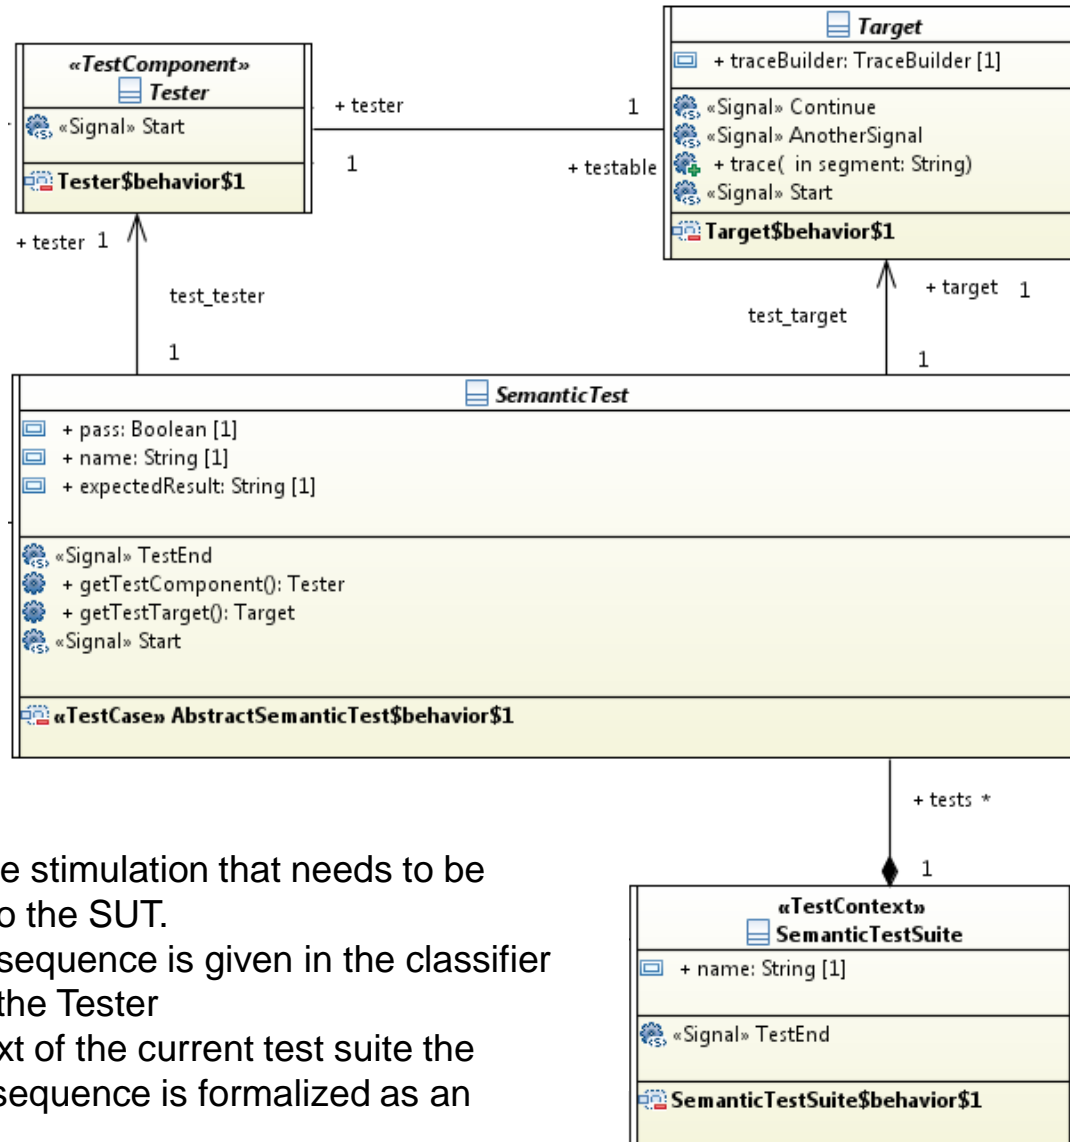 «TestComponent»
Tester
«Signal» Start
Tester$behavior$1
+ tester
1
1
+ testable
Target
+ traceBuilder: TraceBuilder [1]
«Signal» Continue
«Signal» AnotherSignal
+ trace( in segment: String)
«Signal» Start
Target$behavior$1
+ tester 1
test_tester
1
+ target 1
test_target
1
SemanticTest
+ pass: Boolean [1]
+ name: String [1]
+ expectedResult: String [1]
«Signal» TestEnd
+ getTestComponent(): Tester
+ getTestTarget(): Target
«Signal» Start
«TestCase» AbstractSemanticTest$behavior$1
+ tests *
1
e stimulation that needs to be
o the SUT.
sequence is given in the classifier
the Tester
xt of the current test suite the
sequence is formalized as an
«TestContext»
SemanticTestSuite
+ name: String [1]
«Signal» TestEnd
SemanticTestSuite$behavior$1